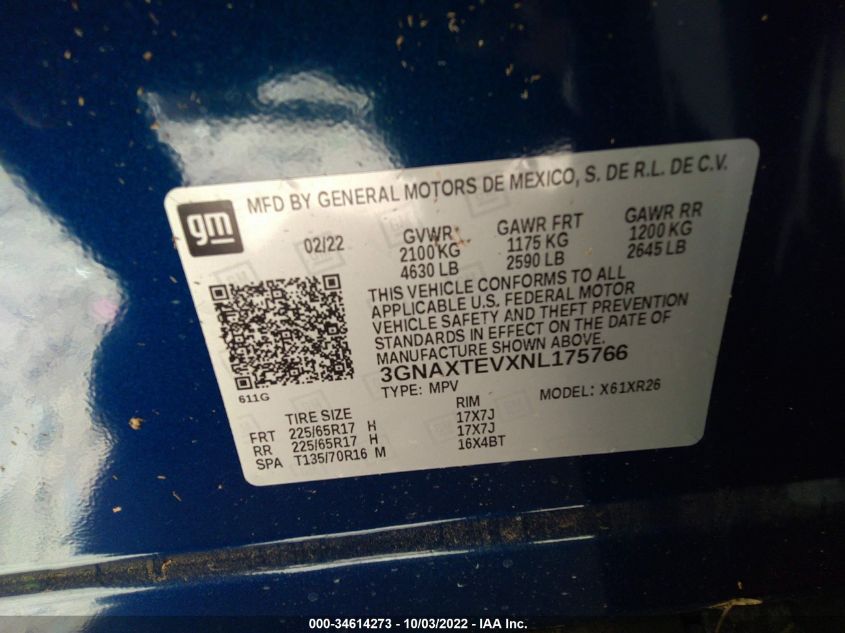 gm
MFD BY GENERAL MOTORS DE MEXICO, S. DE R.L. DE C.V.
02/22
GVWR
2100 KG
4630 LB
GAWR FRT
1175 KG
2590 LB
GAWR RR
1200 KG
2645 LB
THIS VEHICLE CONFORMS TO ALL
APPLICABLE U.S. FEDERAL MOTOR
VEHICLE SAFETY AND THEFT PREVENTION
STANDARDS IN EFFECT ON THE DATE OF
MANUFACTURE SHOWN ABOVE.
3GNAXTEVXNL175766
611G
TYPE: MPV
MODEL: X61XR26
TIRE SIZE RIM
FRT 225/65R17 H 17X7J
RR 225/65R17 H 17X7J
SPA T135/70R16 M 16X4BT
000-34614273 - 10/03/2022 - IAA Inc.